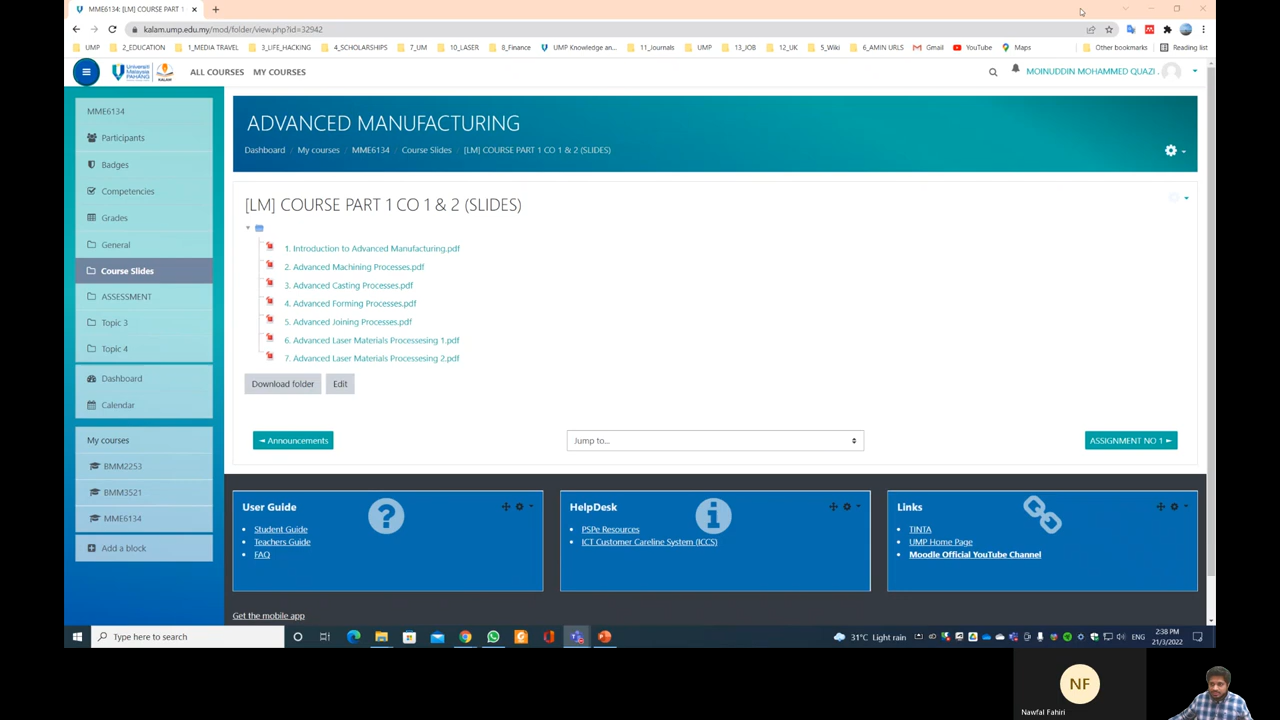 MME6134: [LM] COURSE PART 1
kalam.ump.edu.my/mod/folder/view.php?id=32942
UMP
2_EDUCATION
1_MEDIA TRAVEL
3_LIFE_HACKING
4_SCHOLARSHIPS
7_UM
10_LASER
8_Finance
UMP Knowledge an...
11_Journals
UMP
13_JOB
12_UK
5_Wiki
6_AMIN URLS
Gmail
YouTube
Maps
Other bookmarks
Reading list
Universiti Malaysia PAHANG
KALAM
ALL COURSES
MY COURSES
MOINUDDIN MOHAMMED QUAZI .
MME6134
Participants
Badges
Competencies
Grades
General
Course Slides
ASSESSMENT
Topic 3
Topic 4
Dashboard
Calendar
My courses
BMM2253
BMM3521
MME6134
Add a block
ADVANCED MANUFACTURING
Dashboard / My courses / MME6134 / Course Slides / [LM] COURSE PART 1 CO 1 & 2 (SLIDES)
[LM] COURSE PART 1 CO 1 & 2 (SLIDES)
1. Introduction to Advanced Manufacturing.pdf
2. Advanced Machining Processes.pdf
3. Advanced Casting Processes.pdf
4. Advanced Forming Processes.pdf
5. Advanced Joining Processes.pdf
6. Advanced Laser Materials Processesing 1.pdf
7. Advanced Laser Materials Processesing 2.pdf
Download folder
Edit
◄ Announcements
Jump to...
ASSIGNMENT NO 1 ►
User Guide
Student Guide
Teachers Guide
FAQ
HelpDesk
PSPe Resources
ICT Customer Careline System (ICCS)
Links
TINTA
UMP Home Page
Moodle Official YouTube Channel
Get the mobile app
Type here to search
31°C Light rain
ENG
2:38 PM
21/3/2022
NF
Nawfal Fahiri